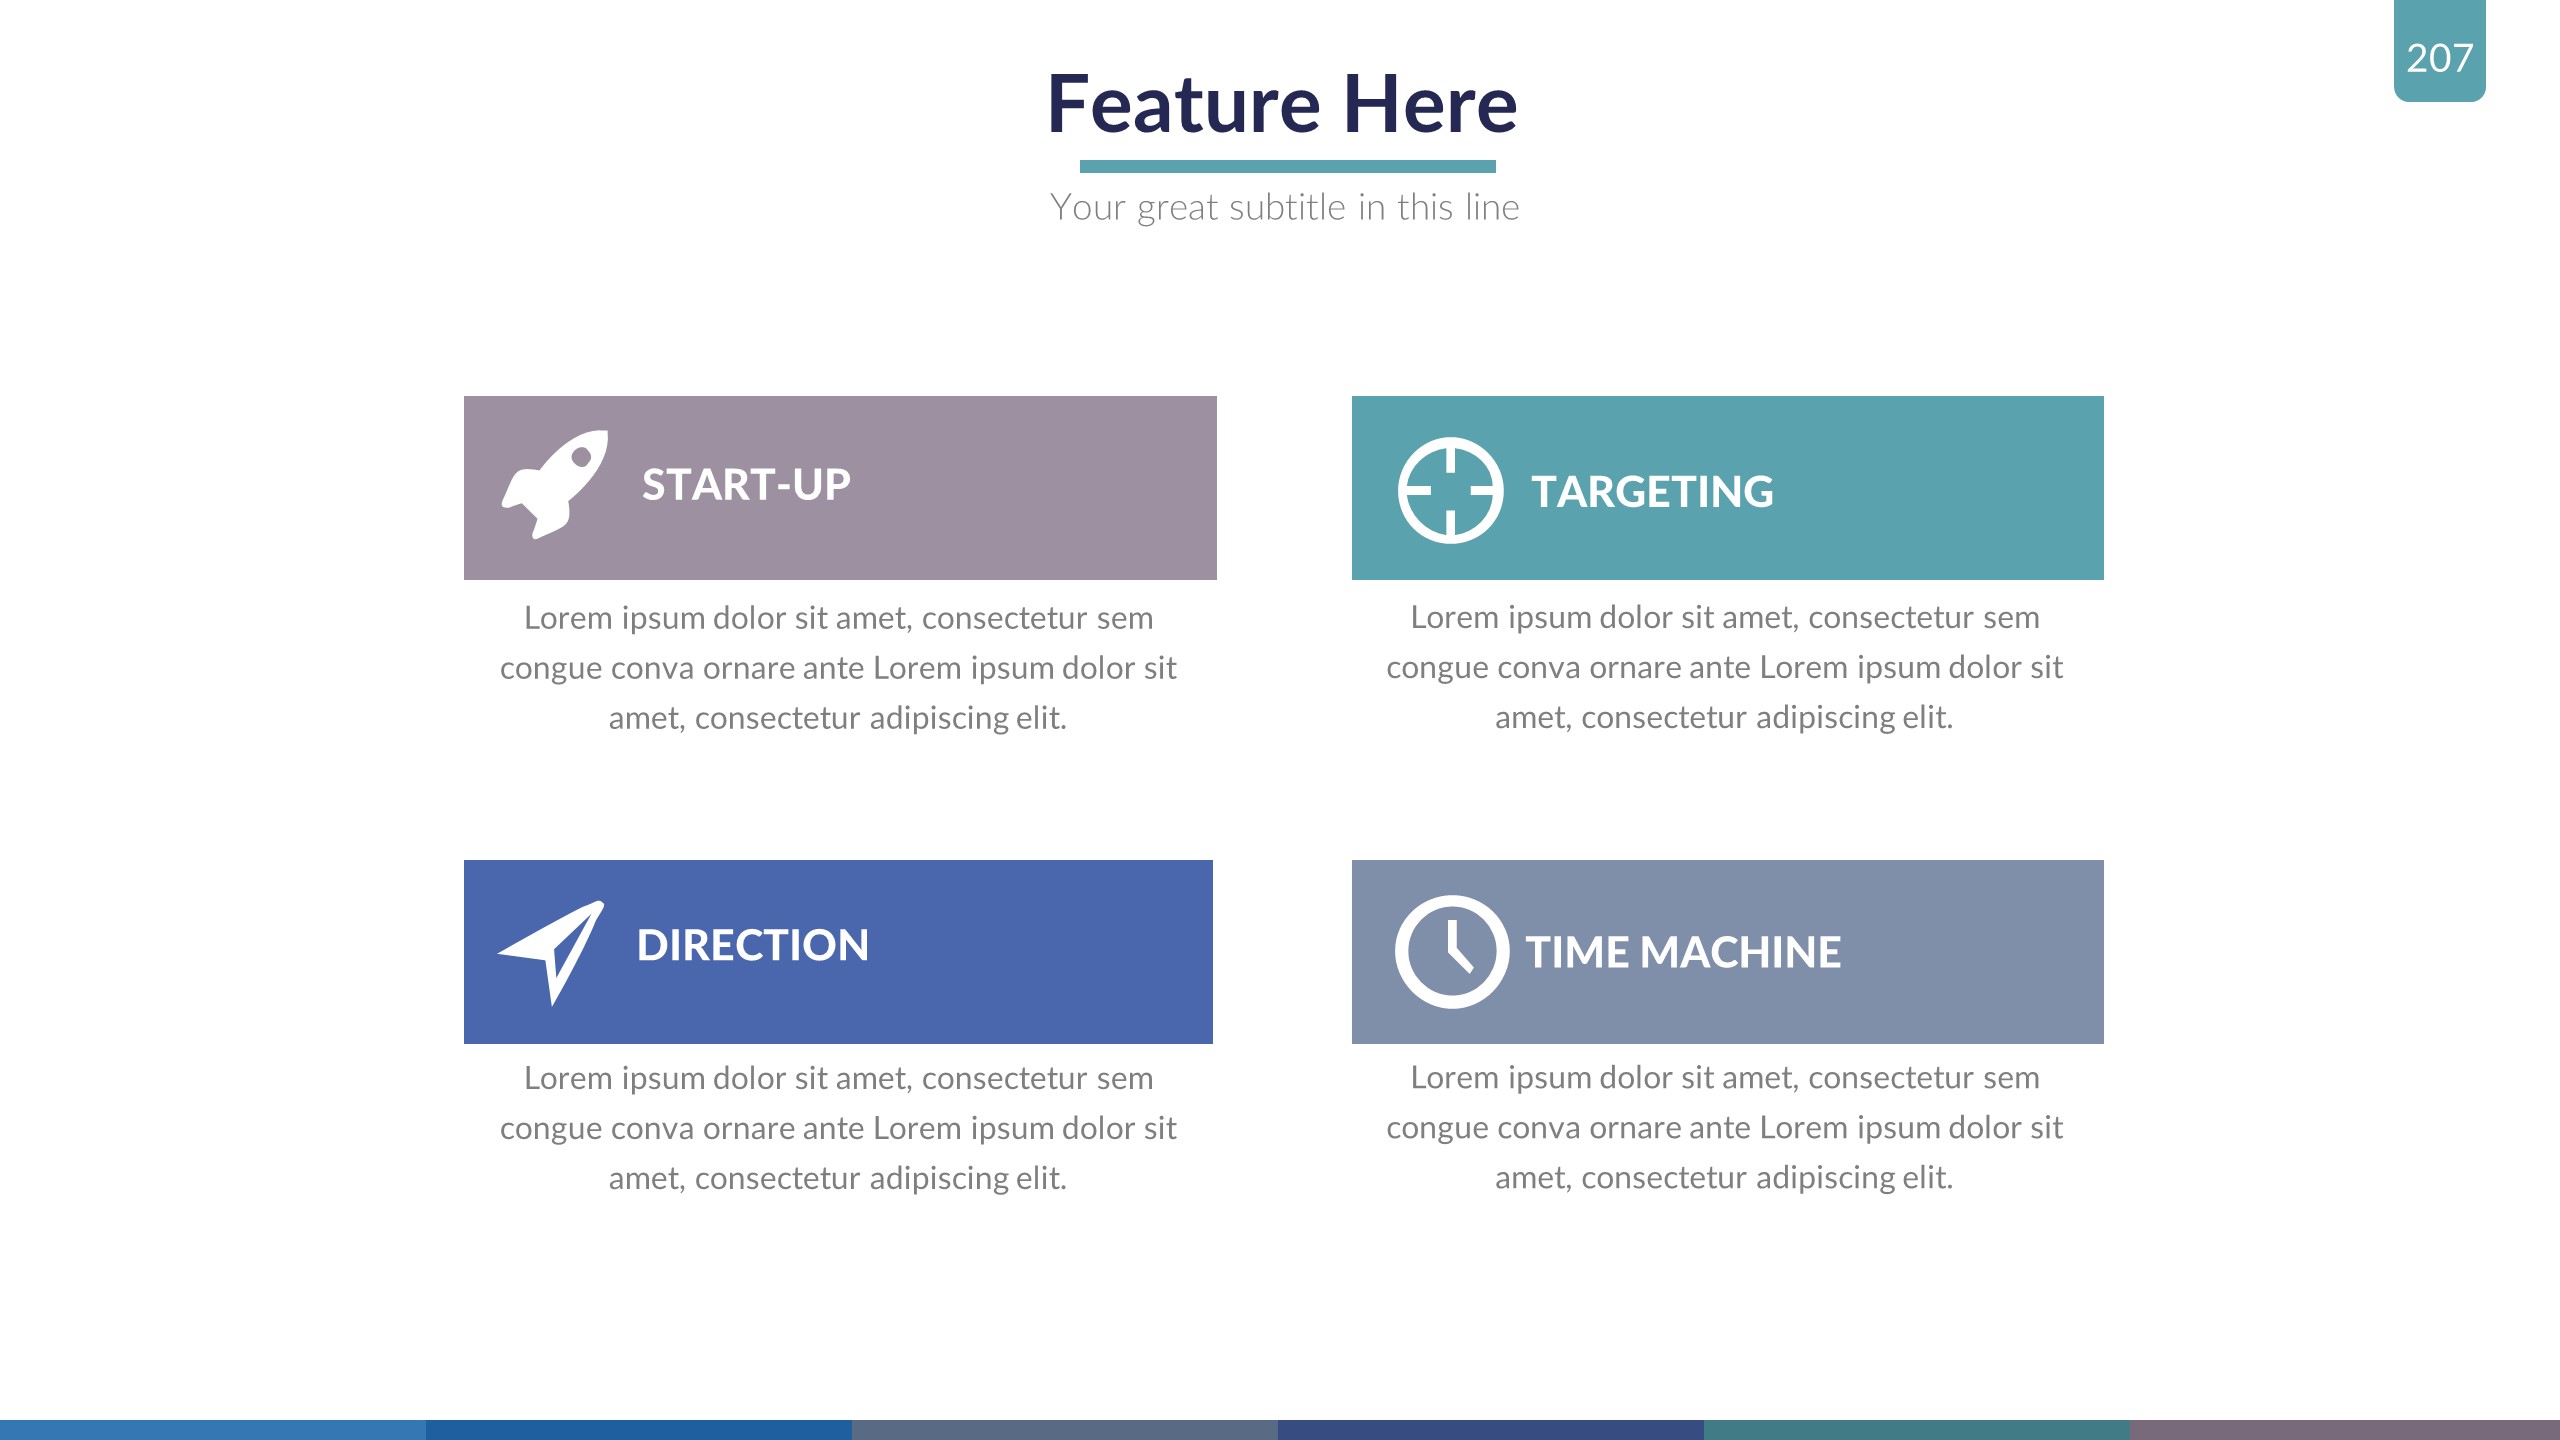 207
Feature Here
Your great subtitle in this line
START-UP
Lorem ipsum dolor sit amet, consectetur sem
congue conva ornare ante Lorem ipsum dolor sit
amet, consectetur adipiscing elit.
TARGETING
Lorem ipsum dolor sit amet, consectetur sem
congue conva ornare ante Lorem ipsum dolor sit
amet, consectetur adipiscing elit.
DIRECTION
Lorem ipsum dolor sit amet, consectetur sem
congue conva ornare ante Lorem ipsum dolor sit
amet, consectetur adipiscing elit.
TIME MACHINE
Lorem ipsum dolor sit amet, consectetur sem
congue conva ornare ante Lorem ipsum dolor sit
amet, consectetur adipiscing elit.